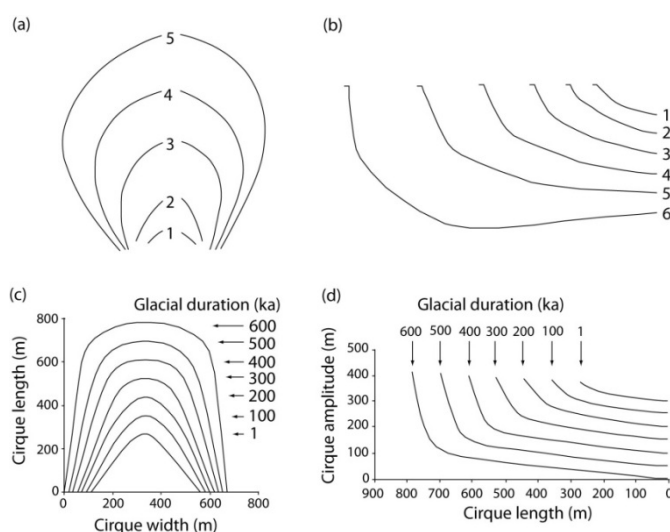 (a)
5
4
3
2
1
(b)
1
2
3
4
5
6
(c)
Glacial duration (ka)
800
600
400
200
0
600
500
400
300
200
100
1
Cirque length (m)
0 200 400 600 800
Cirque width (m)
(d)
Glacial duration (ka)
600 500 400 300 200 100 1
500
400
300
200
100
0
Cirque amplitude (m)
900 800 700 600 500 400 300 200 100 0
Cirque length (m)